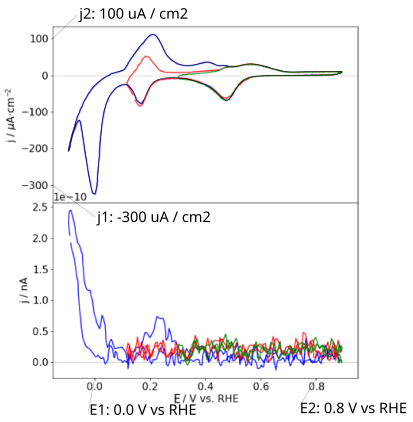 j2: 100 uA / cm2
100
0
−100
−200
−300
j / μA·cm⁻²
1e−10
j1: -300 uA / cm2
2.5
2.0
1.5
1.0
0.5
0.0
j / nA
0.0 0.2 0.4 0.6 0.8
E / V vs. RHE
E1: 0.0 V vs RHE
E2: 0.8 V vs RHE